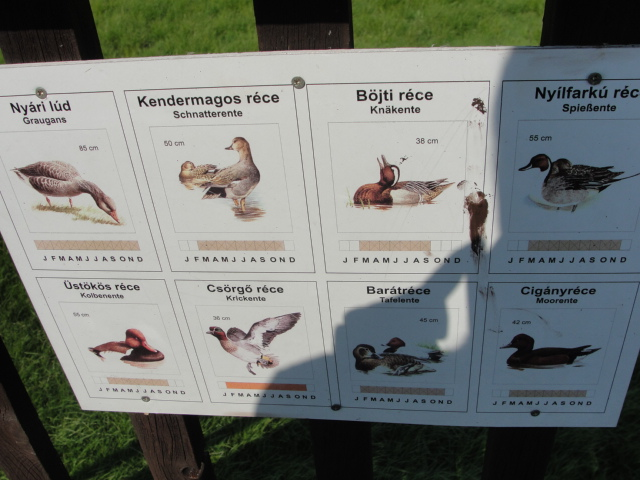 Nyári lúd
Graugans
85 cm
J F M A M J J A S O N D
Kendermagos réce
Schnatterente
50 cm
J F M A M J J A S O N D
Böjti réce
Knäkente
38 cm
J F M A M J J A S O N D
Nyílfarkú réc
Spießente
55 cm
J F M A M J J A S O N D
Üstökös réce
Kolbenente
55 cm
J F M A M J J A S O N D
Csörgő réce
Krickente
36 cm
J F M A M J J A S O N D
Barátréce
Tafelente
45 cm
J F M A M J J A S O N D
Cigányréce
Moorente
42 cm
J F M A M J J A S O N D